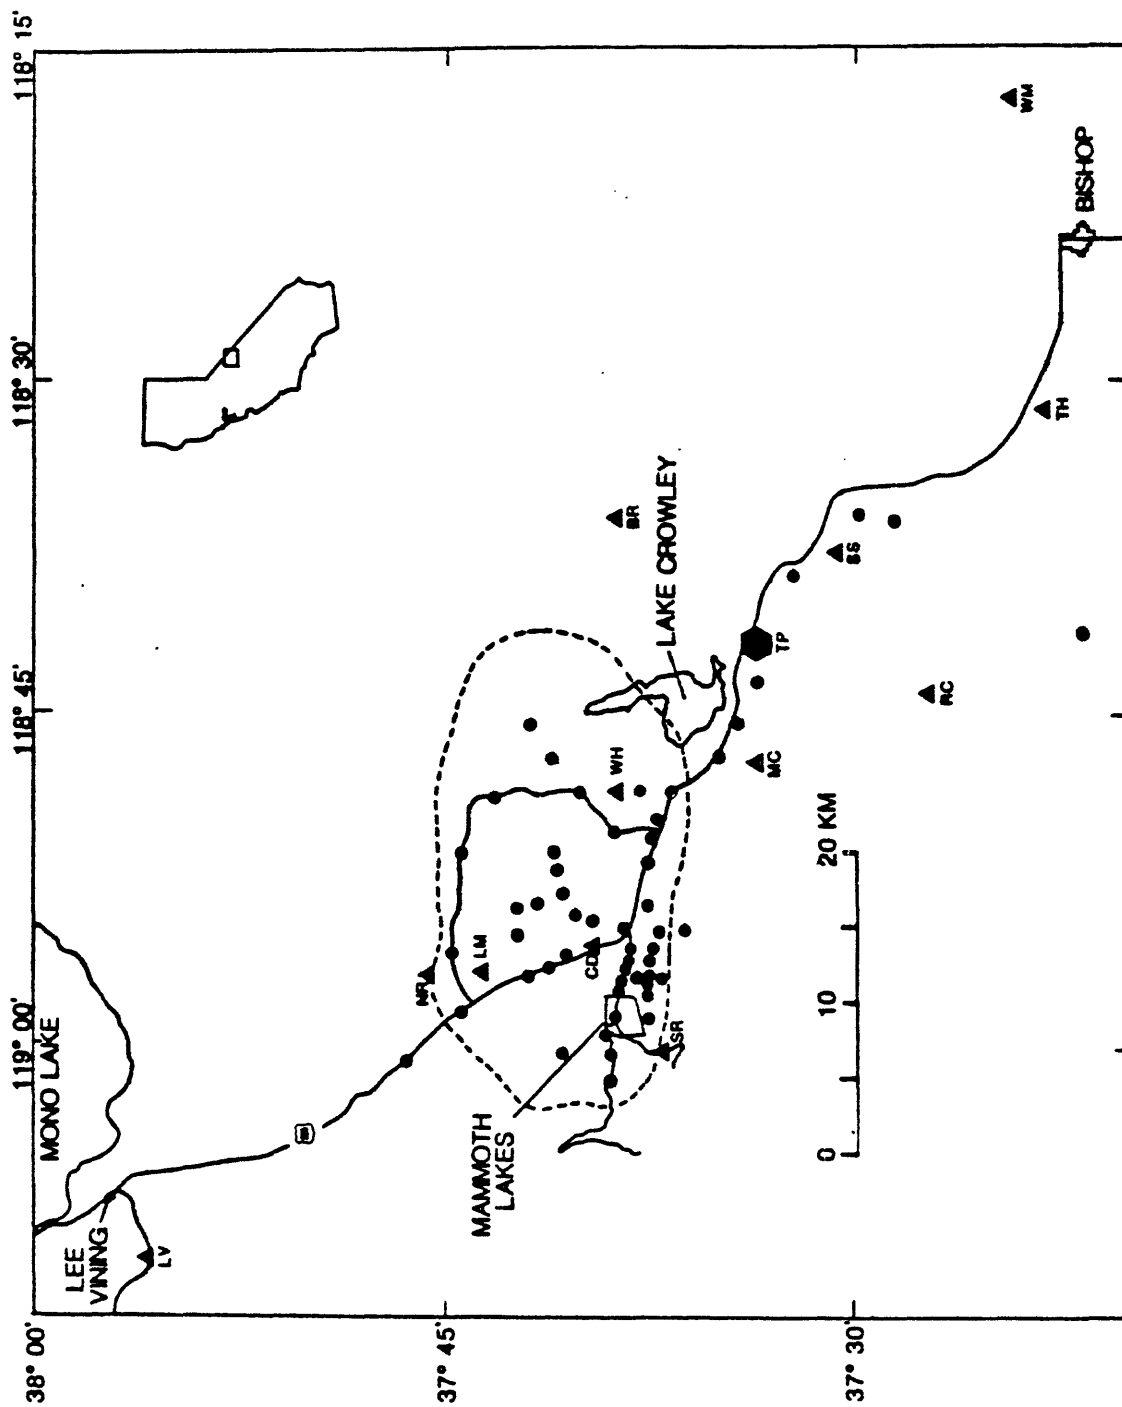 38° 00'
37° 45'
37° 30'
119° 00'
118° 45'
118° 30'
118° 15'
MONO LAKE
LEE
VINING
LV
NR
LM
CD
WH
BR
MAMMOTH
LAKES
SR
LAKE CROWLEY
TP
MC
RC
BS
TH
WM
BISHOP
0
10
20 KM